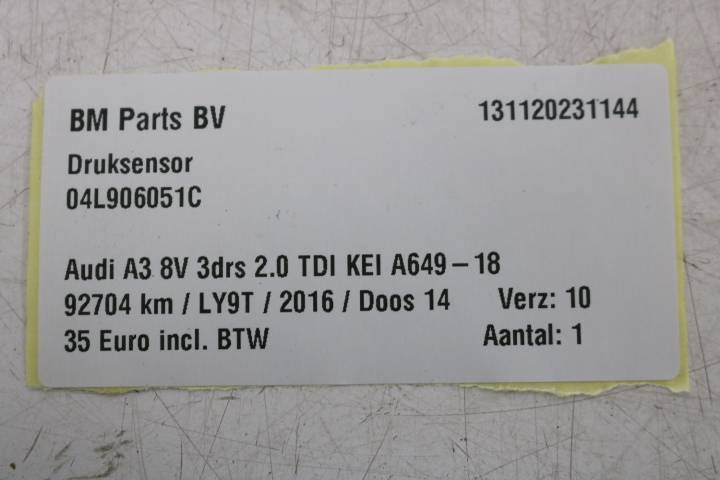 BM Parts BV 131120231144
Druksensor
04L906051C
Audi A3 8V 3drs 2.0 TDI KEI A649-18
92704 km / LY9T / 2016 / Doos 14 Verz: 10
35 Euro incl. BTW Aantal: 1